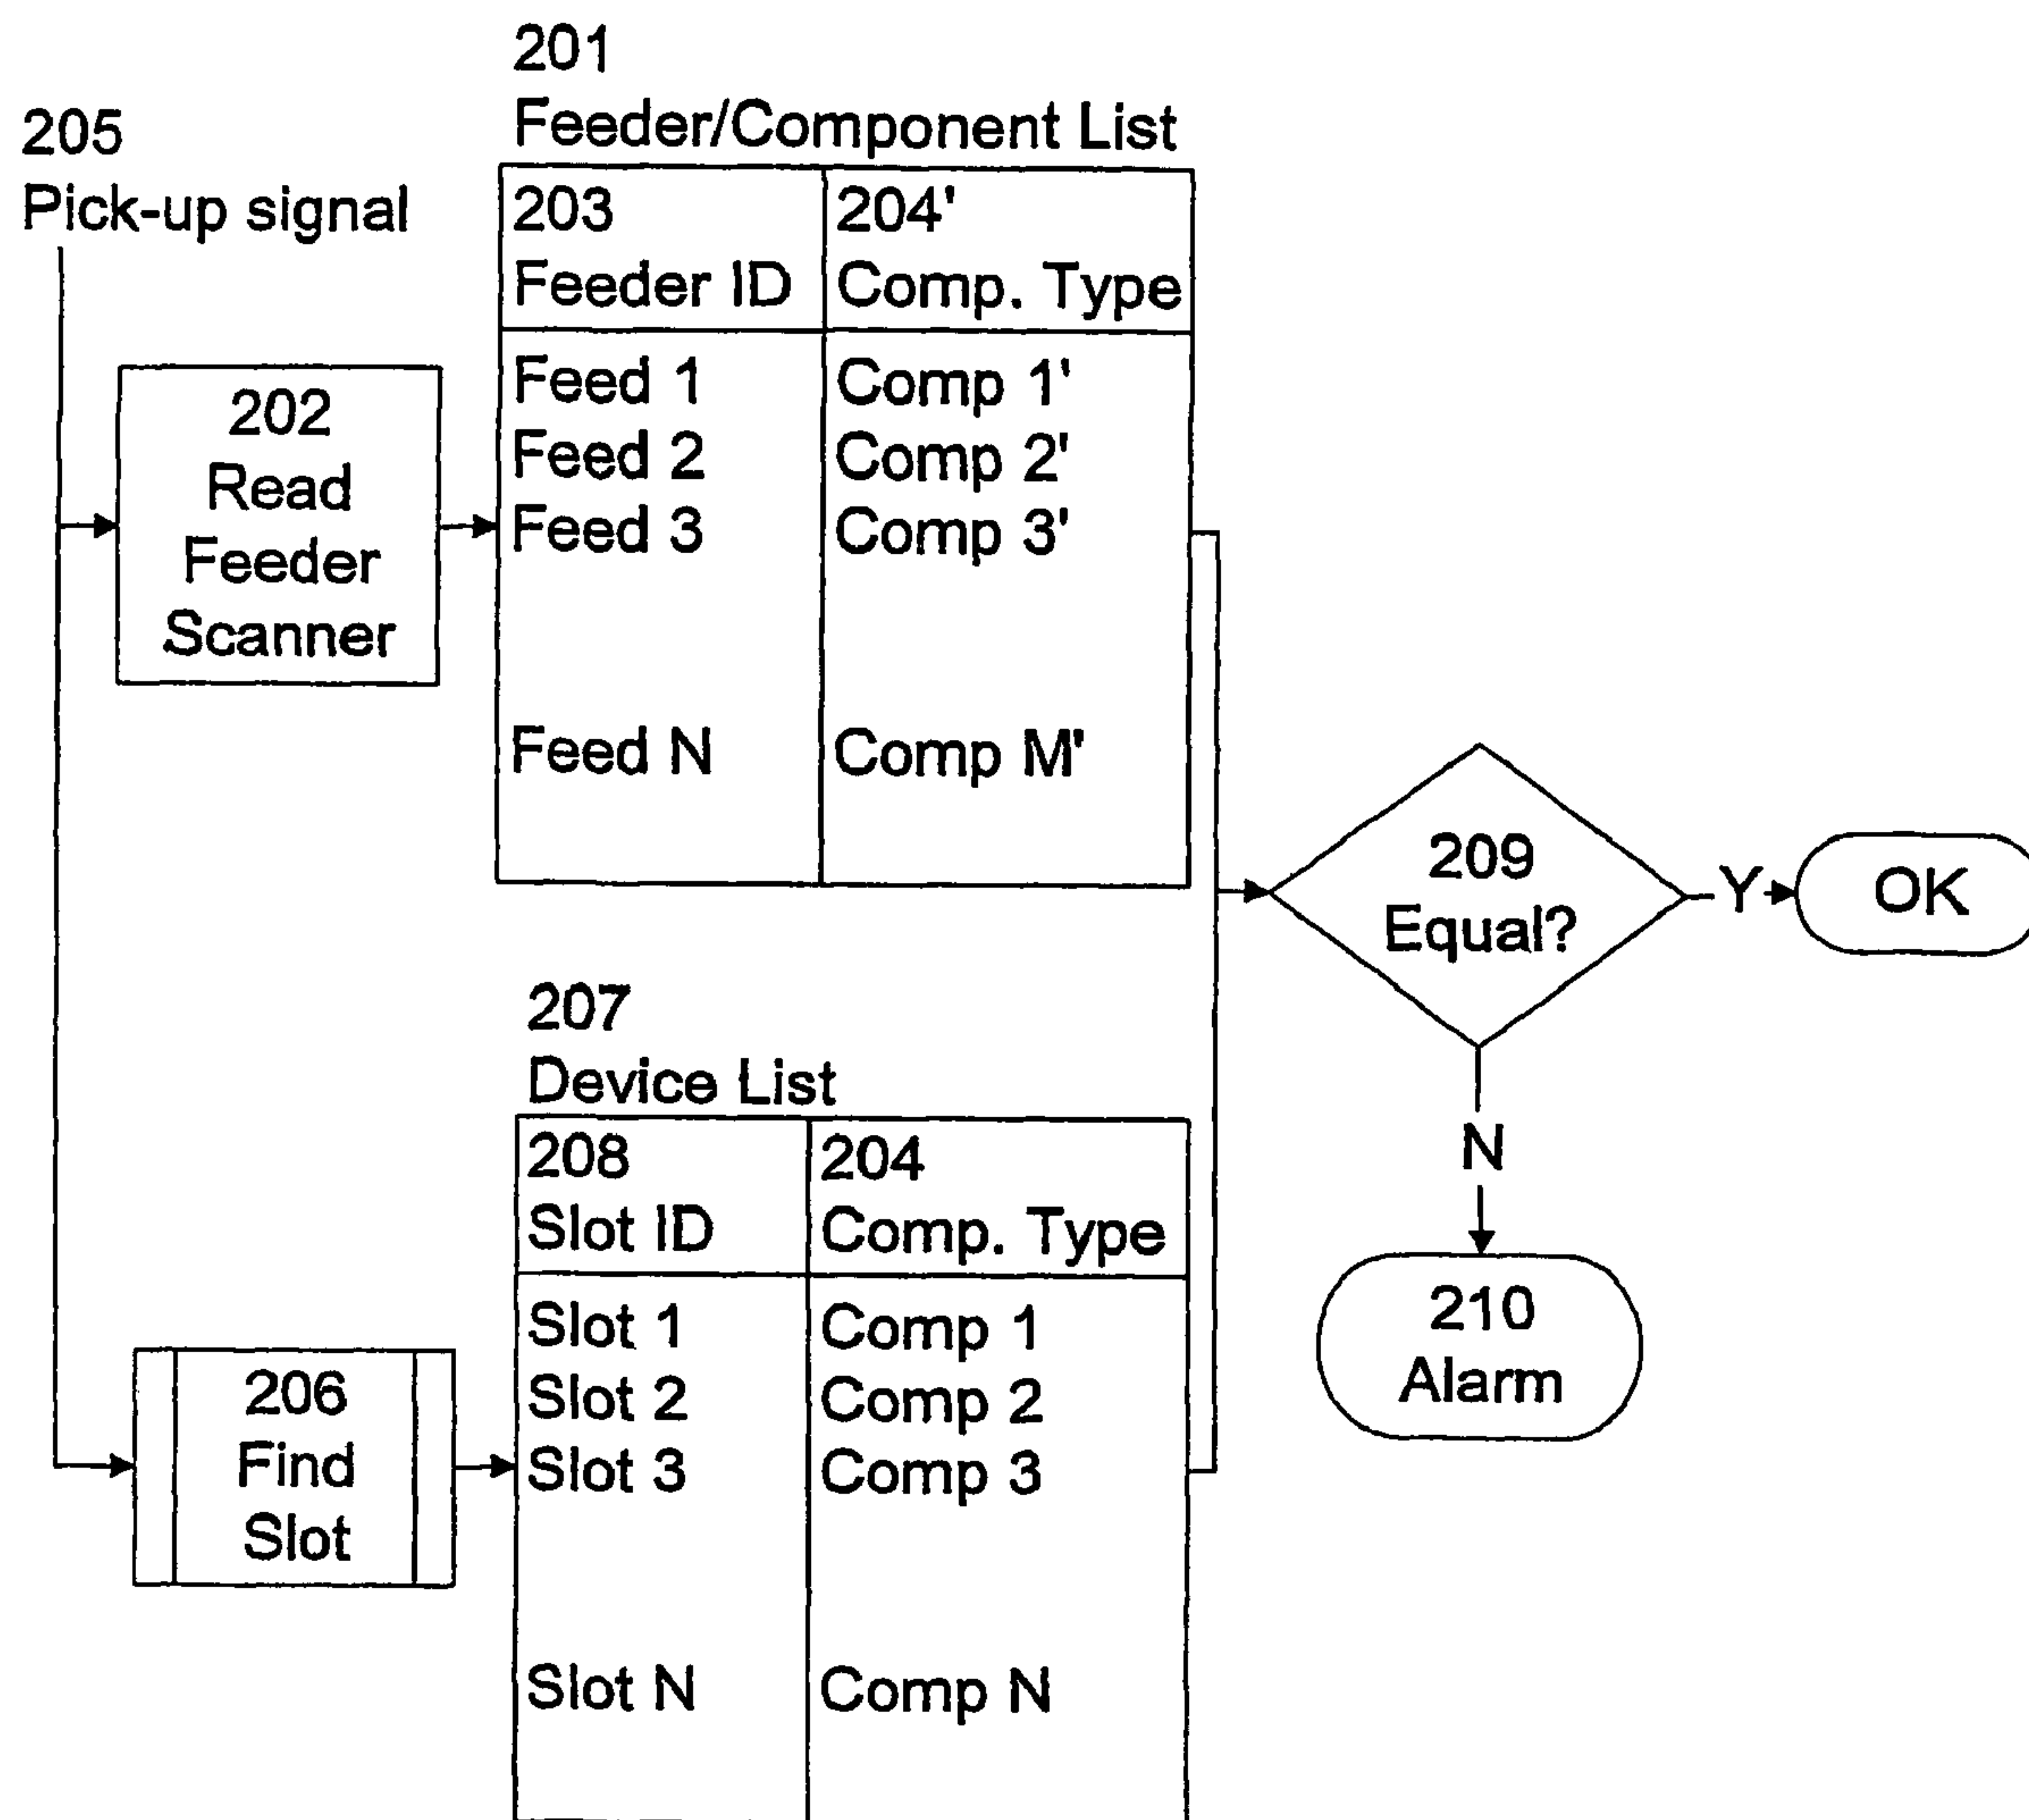 205
Pick-up signal
201
Feeder/Component List
203
Feeder ID
204'
Comp. Type
Feed 1
Comp 1'
Feed 2
Comp 2'
Feed 3
Comp 3'
Feed N
Comp M'
202
Read
Feeder
Scanner
209
Equal?
Y
OK
N
210
Alarm
207
Device List
208
Slot ID
204
Comp. Type
Slot 1
Comp 1
Slot 2
Comp 2
Slot 3
Comp 3
Slot N
Comp N
206
Find
Slot